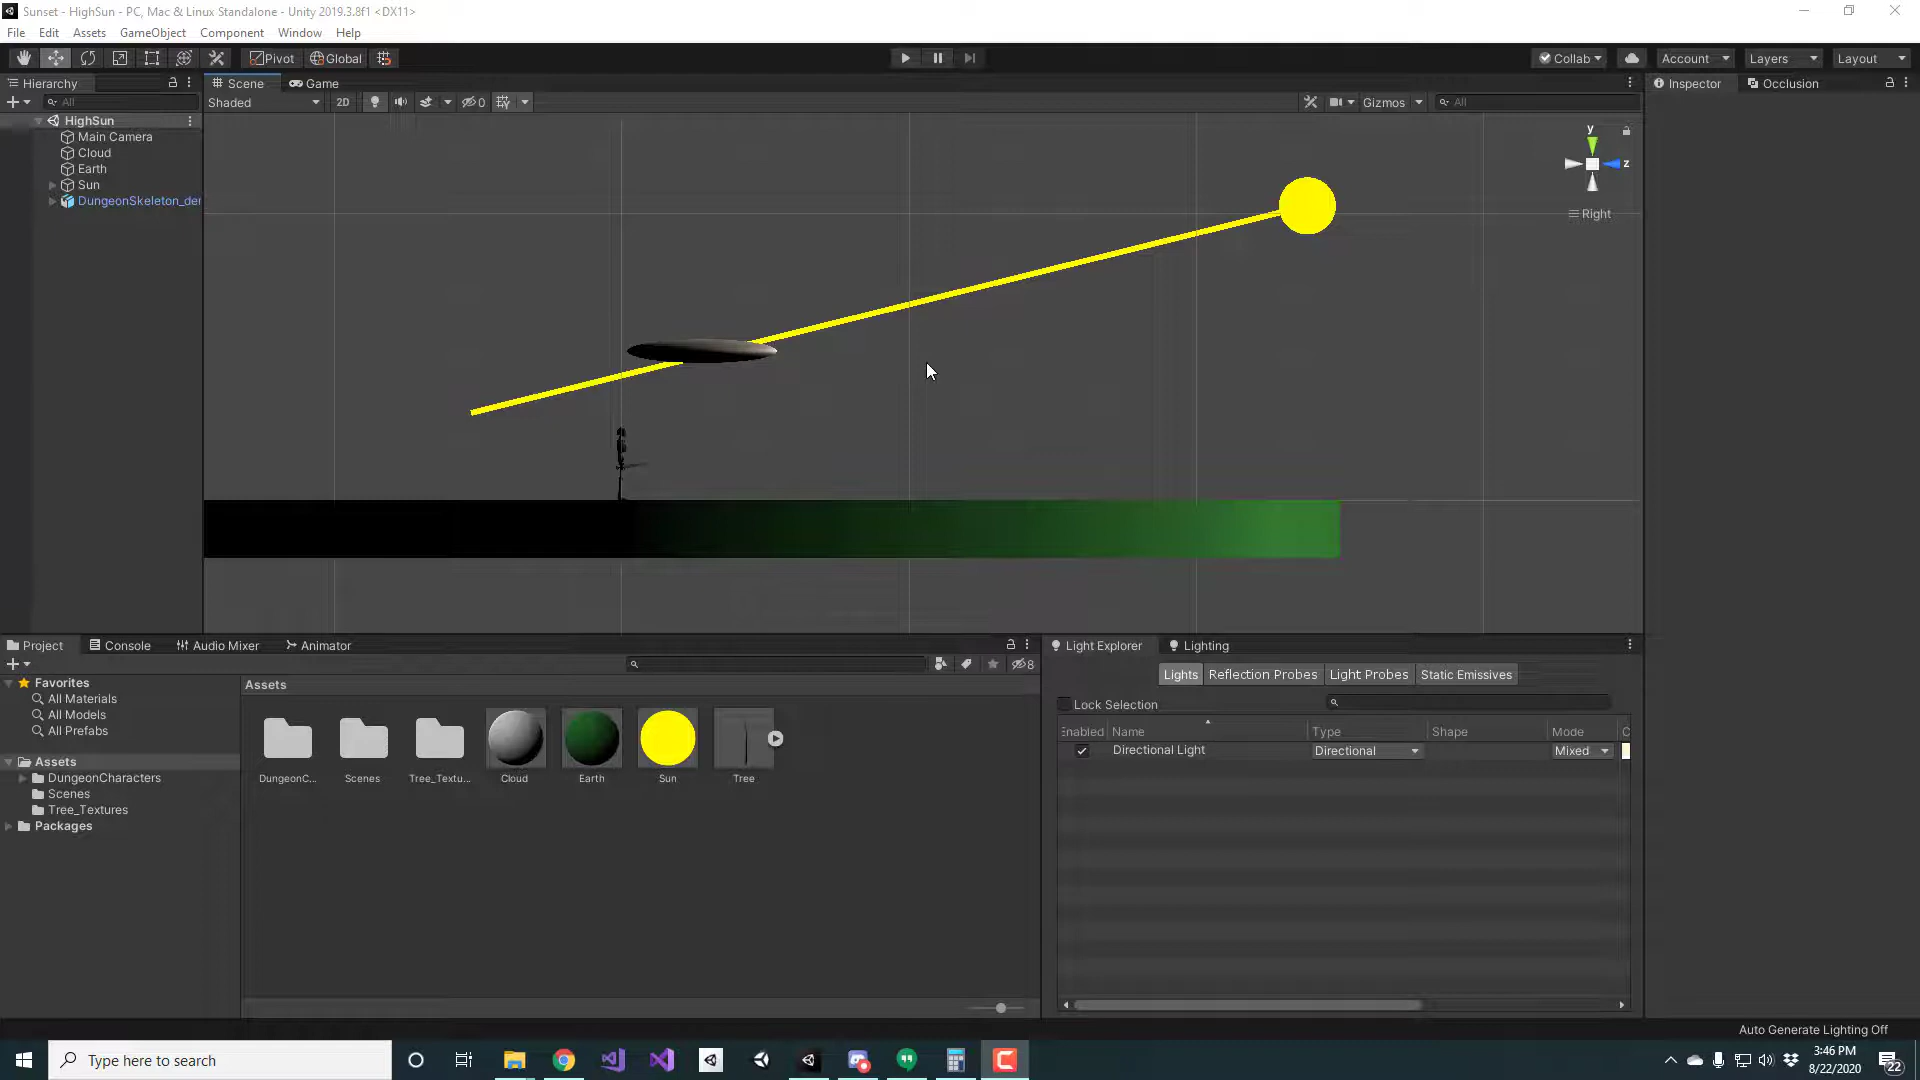 Sunset - HighSun - PC, Mac & Linux Standalone - Unity 2019.3.8f1 <DX11>
File Edit Assets GameObject Component Window Help
Pivot Global Collab Account Layers Layout
Hierarchy Scene Game Inspector Occlusion
All Shaded 2D 0 Gizmos All
HighSun
Main Camera
Cloud
Earth
Sun
DungeonSkeleton_der
y
z
Right
Project Console Audio Mixer Animator Light Explorer Lighting
8
Lights Reflection Probes Light Probes Static Emissives
Favorites
All Materials
All Models
All Prefabs
Assets
DungeonCharacters
Scenes
Tree_Textures
Packages
Assets
DungeonC... Scenes Tree_Textu... Cloud Earth Sun Tree
Lock Selection
Enabled Name Type Shape Mode C
Directional Light Directional Mixed
Auto Generate Lighting Off
Type here to search
3:46 PM
8/22/2020
22